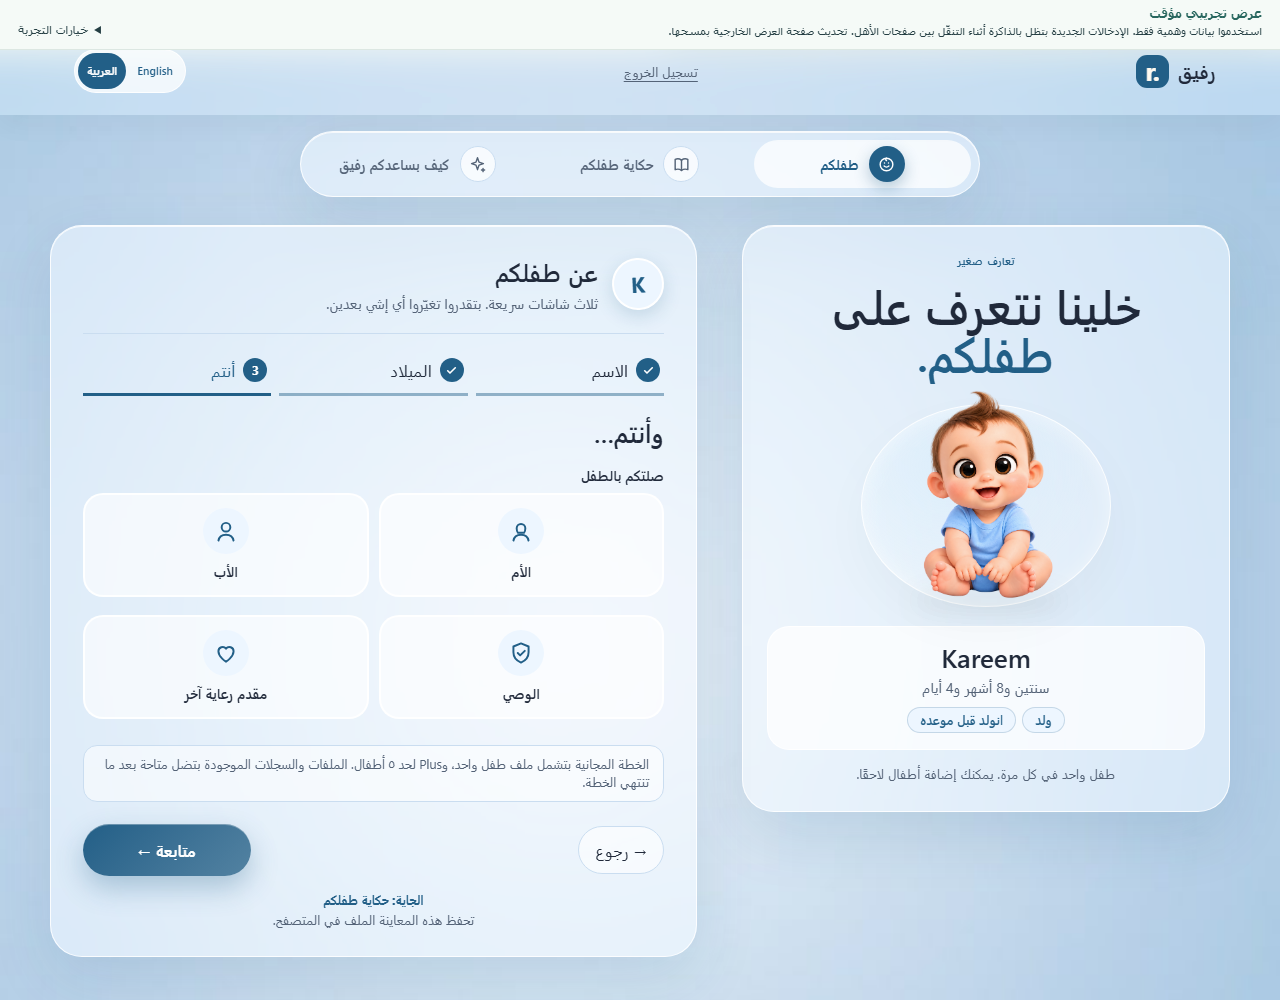 عرض تجريبي مؤقت
استخدموا بيانات وهمية فقط. الإدخالات الجديدة بتظل بالذاكرة أثناء التنقّل بين صفحات الأهل. تحديث صفحة العرض الخارجية بمسحها.
◀ خيارات التجربة
رفيق
r.
تسجيل الخروج
English
العربية
طفلكم
حكاية طفلكم
كيف بساعدكم رفيق
تعارف صغير
خلينا نتعرف على
طفلكم.
Kareem
سنتين و8 أشهر و4 أيام
ولد
انولد قبل موعده
طفل واحد في كل مرة. يمكنك إضافة أطفال لاحقًا.
K
عن طفلكم
ثلاث شاشات سريعة. بتقدروا تغيّروا أي إشي بعدين.
الاسم
الميلاد
3 أنتم
وأنتم...
صلتكم بالطفل
الأم
الأب
الوصي
مقدم رعاية آخر
الخطة المجانية بتشمل ملف طفل واحد، وPlus لحد ٥ أطفال. الملفات والسجلات الموجودة بتضل متاحة بعد ما
تنتهي الخطة.
→ رجوع
متابعة ←
الجاية: حكاية طفلكم
تحفظ هذه المعاينة الملف في المتصفح.